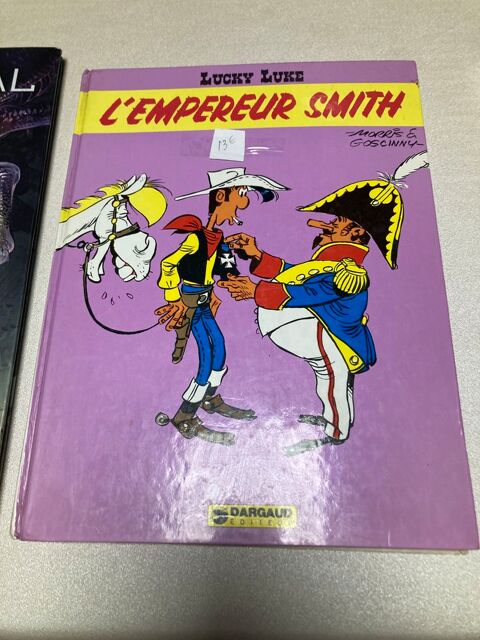 AL
LUCKY LUKE
L'EMPEREUR SMITH
MORRIS &
GOSCINNY
13€
DARGAUD
EDITEUR